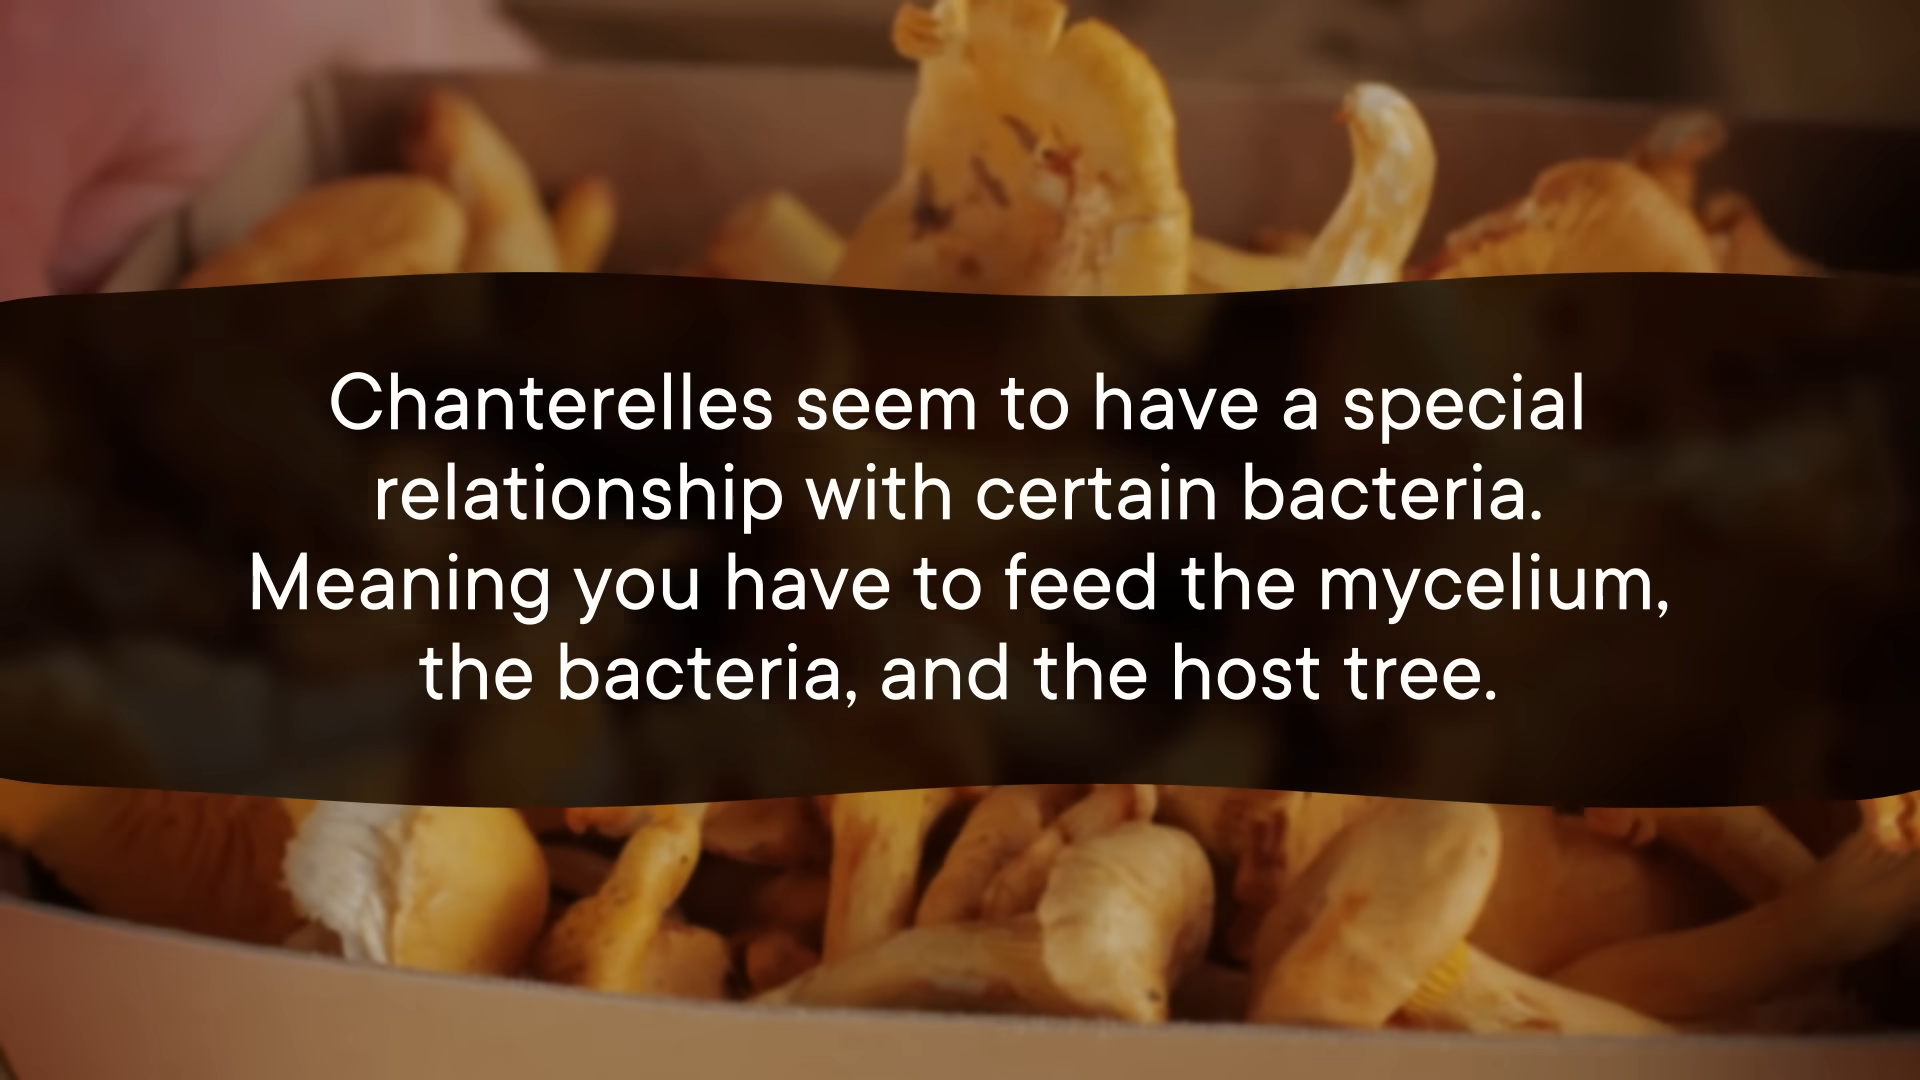 Chanterelles seem to have a special
relationship with certain bacteria.
Meaning you have to feed the mycelium,
the bacteria, and the host tree.